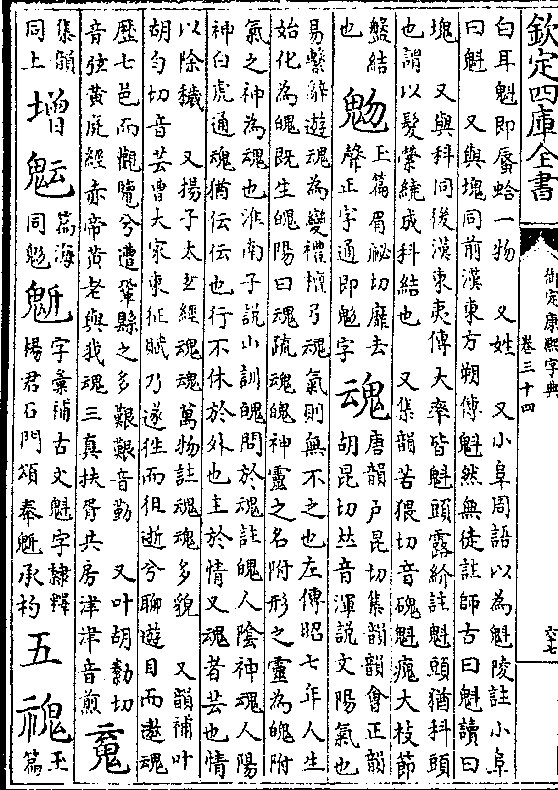 欽定四庫全書
御定康熙字典
卷三十四
白耳魁即蜃蛤一物 又姓 又小阜周語以為魁陵註小阜
曰魁 又與塊同前漢東方朔傳魁然無徒註師古曰魁讀曰
塊 又與科同後漢東夷傳大率皆魁頭露紒註魁頭猶科頭
也謂以髮縈繞成科結也 又集韻苦猥切音磈魁瘣大枝節
盤結
也
鬽
玉篇眉祕切靡去
聲正字通即魅字
魂
唐韻戶昆切集韻韻會正韻
胡昆切𠀤音渾說文陽氣也
易繫辭遊魂為變禮檀弓魂氣則無不之也左傳昭七年人生
始化為魄既生魄陽曰魂疏魂魄神靈之名附形之靈為魄附
氣之神為魂也淮南子說山訓魄問於魂註魄人陰神魂人陽
神白虎通魂猶伝伝也行不休於外也主於情又魂者芸也情
以除穢 又揚子太玄經魂魂萬物註魂魂多貌 又韻補叶
胡勻切音芸曹大家東征賦乃遂往而徂逝兮聊遊目而遨魂
歷七邑而觀覽兮遭鞏縣之多艱艱音勤 又叶胡勬切
音弦黃庭經赤帝黃老與我魂三真扶胥共房津津音煎
䰟
集韻
同上
增
篇海
同魁
字彙補古文魁字隸釋
楊君石門頌奉魁承杓
五
玉
篇